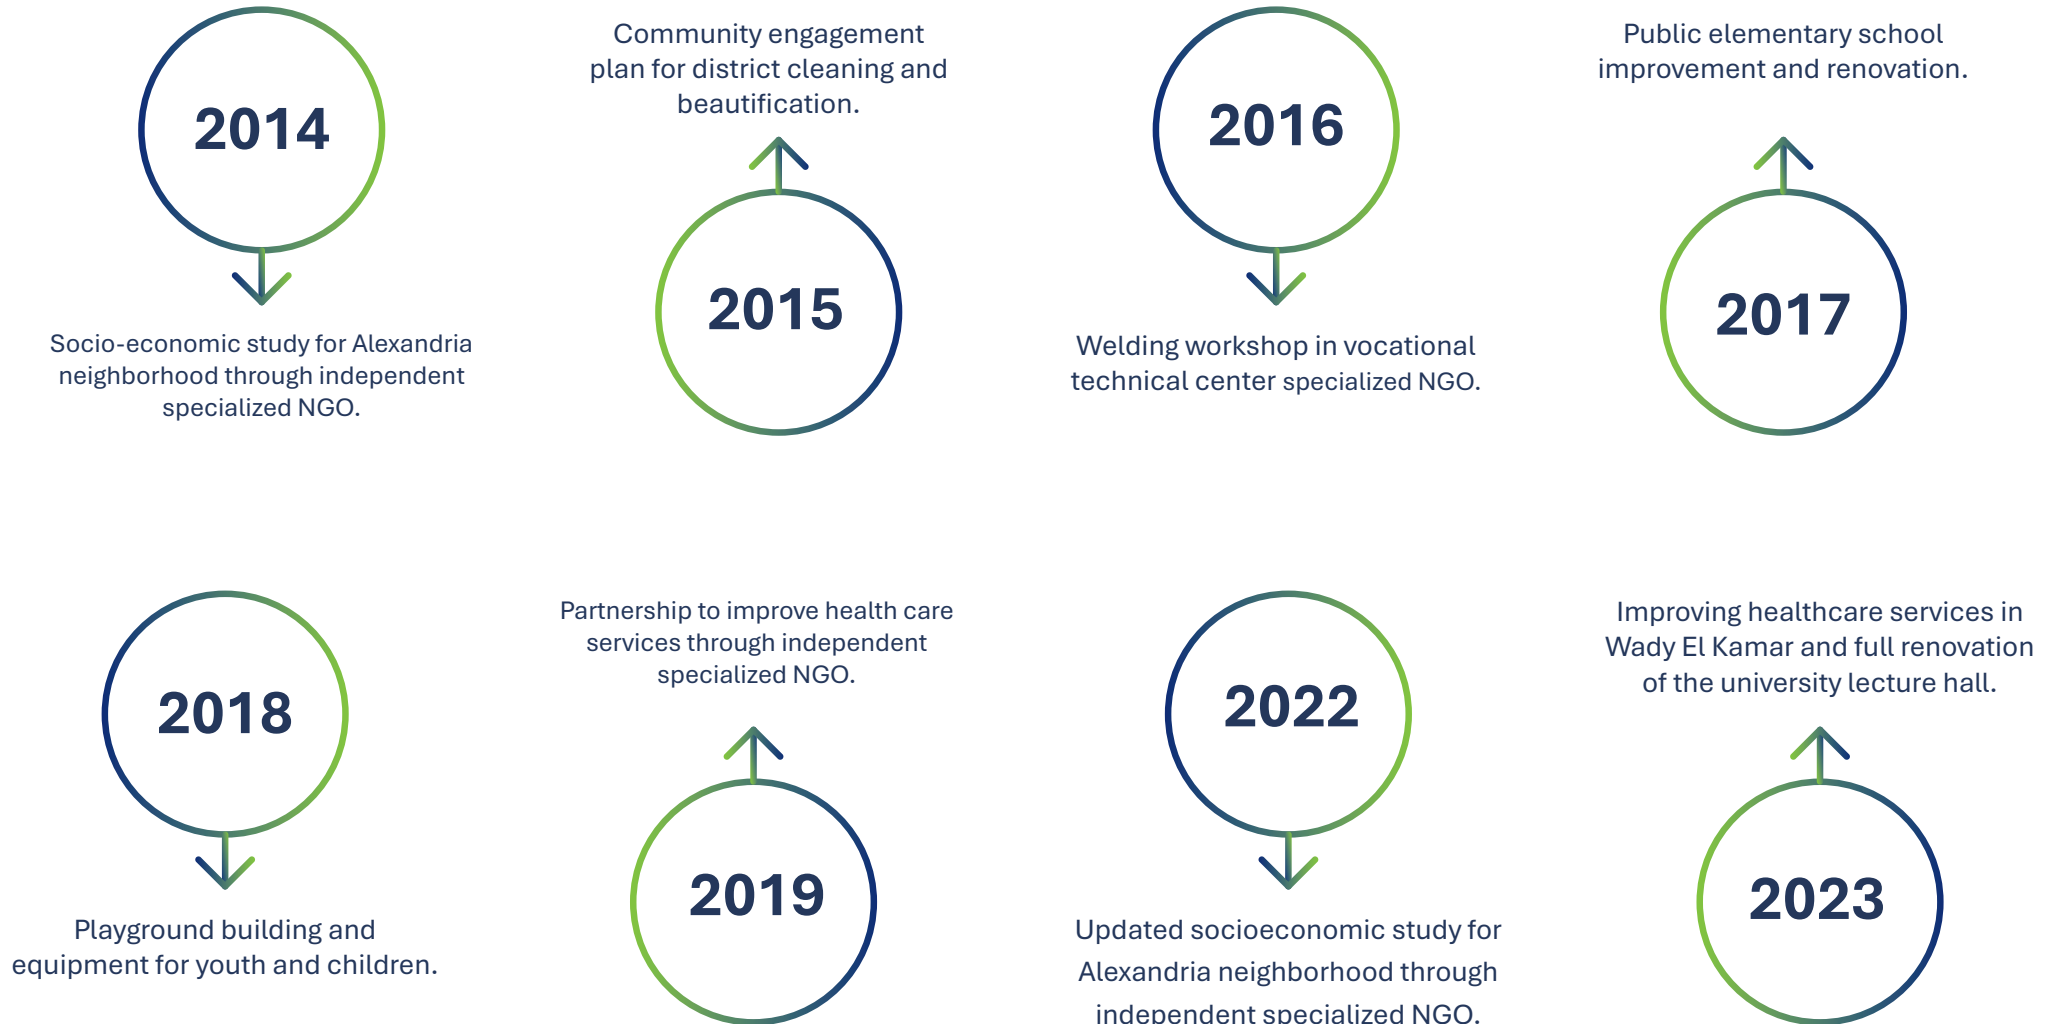 2014
Socio-economic study for Alexandria
neighborhood through independent
specialized NGO.
Community engagement
plan for district cleaning and
beautification.
2015
2016
Welding workshop in vocational
technical center specialized NGO.
Public elementary school
improvement and renovation.
2017
2018
Playground building and
equipment for youth and children.
Partnership to improve health care
services through independent
specialized NGO.
2019
2022
Updated socioeconomic study for
Alexandria neighborhood through
independent specialized NGO.
Improving healthcare services in
Wady El Kamar and full renovation
of the university lecture hall.
2023